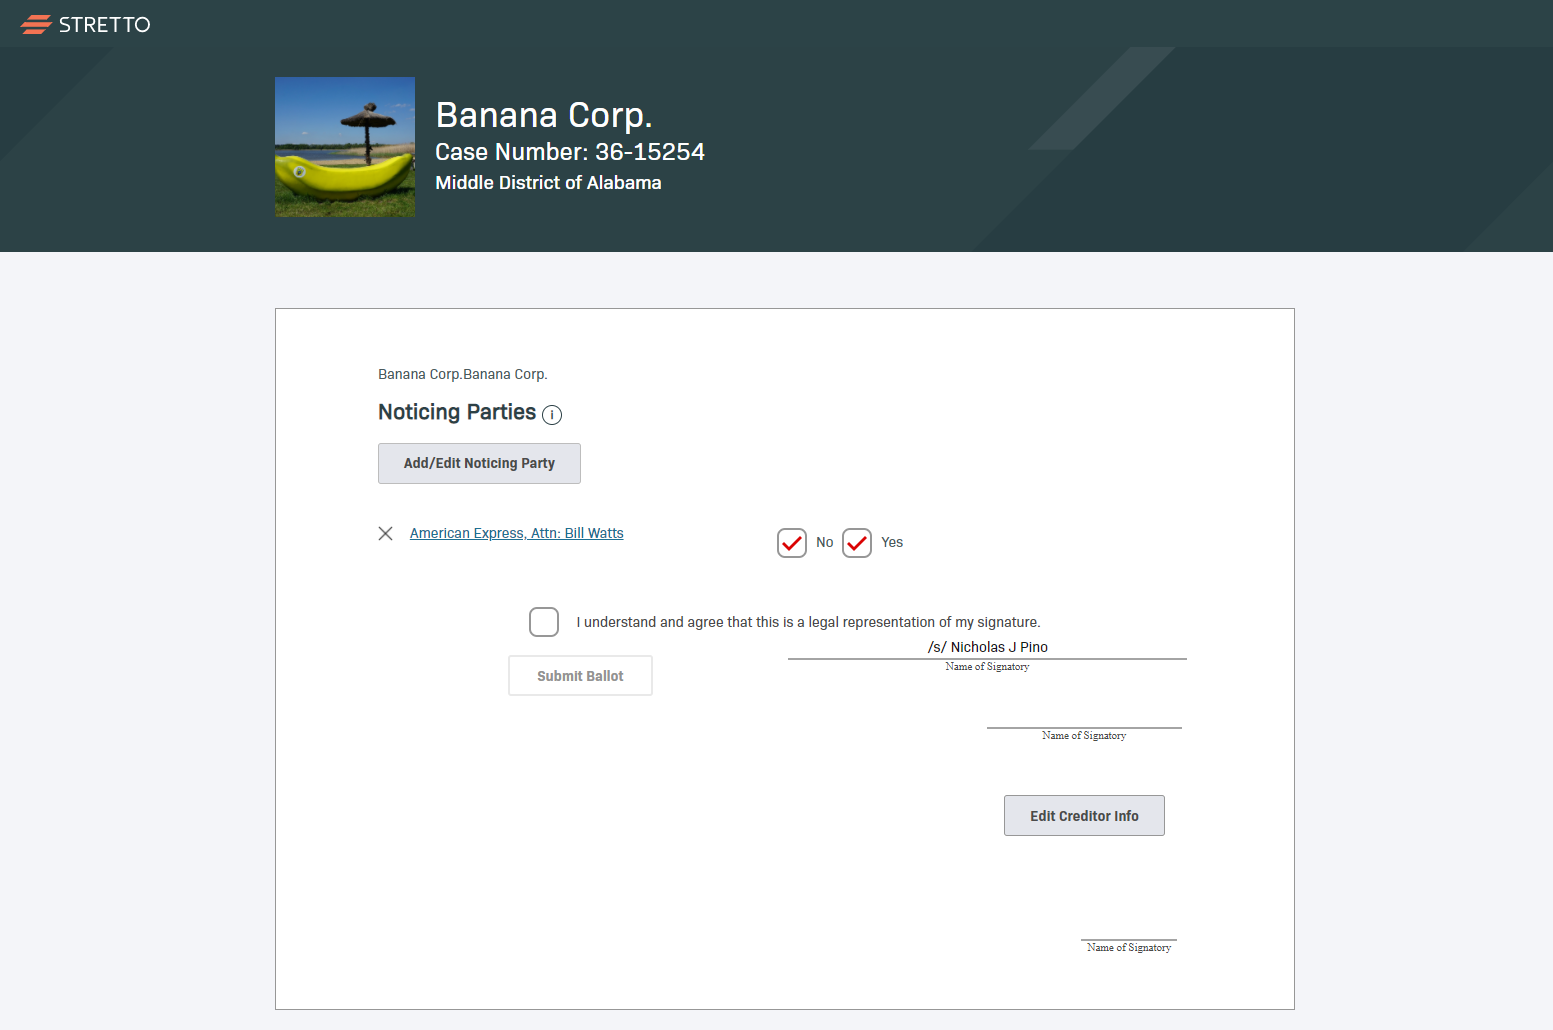 STRETTO
Banana Corp.
Case Number: 36-15254
Middle District of Alabama
Banana Corp.Banana Corp.
Noticing Parties i
Add/Edit Noticing Party
American Express, Attn: Bill Watts
No Yes
I understand and agree that this is a legal representation of my signature.
/s/ Nicholas J Pino
Name of Signatory
Submit Ballot
Name of Signatory
Edit Creditor Info
Name of Signatory